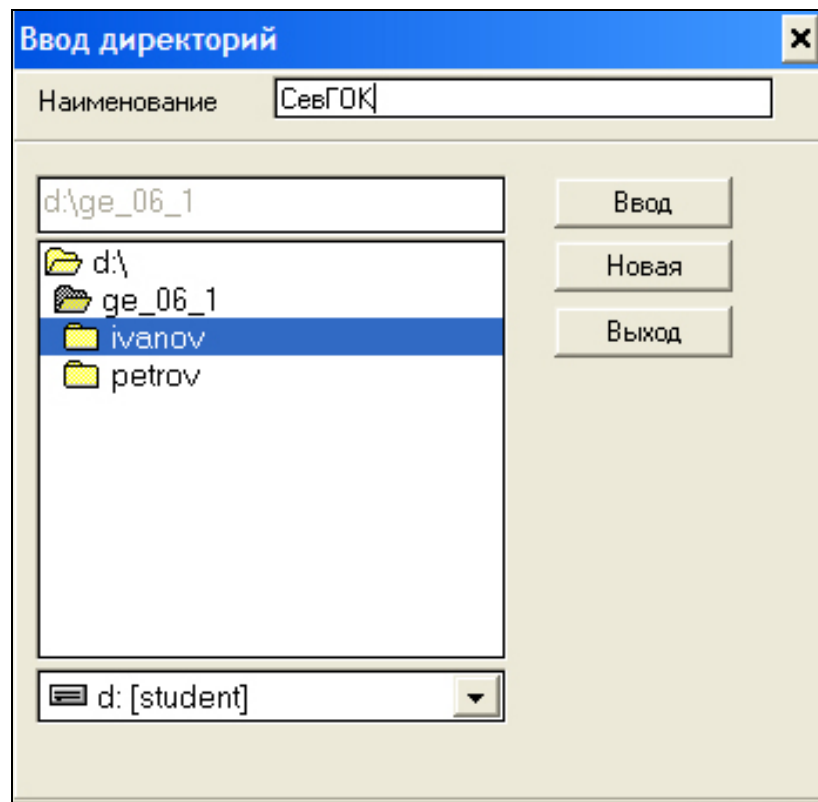 Ввод директорий
Наименование СевГОК
d:\ge_06_1
Ввод
d:\
Новая
ge_06_1
ivanov
Выход
petrov
d: [student]